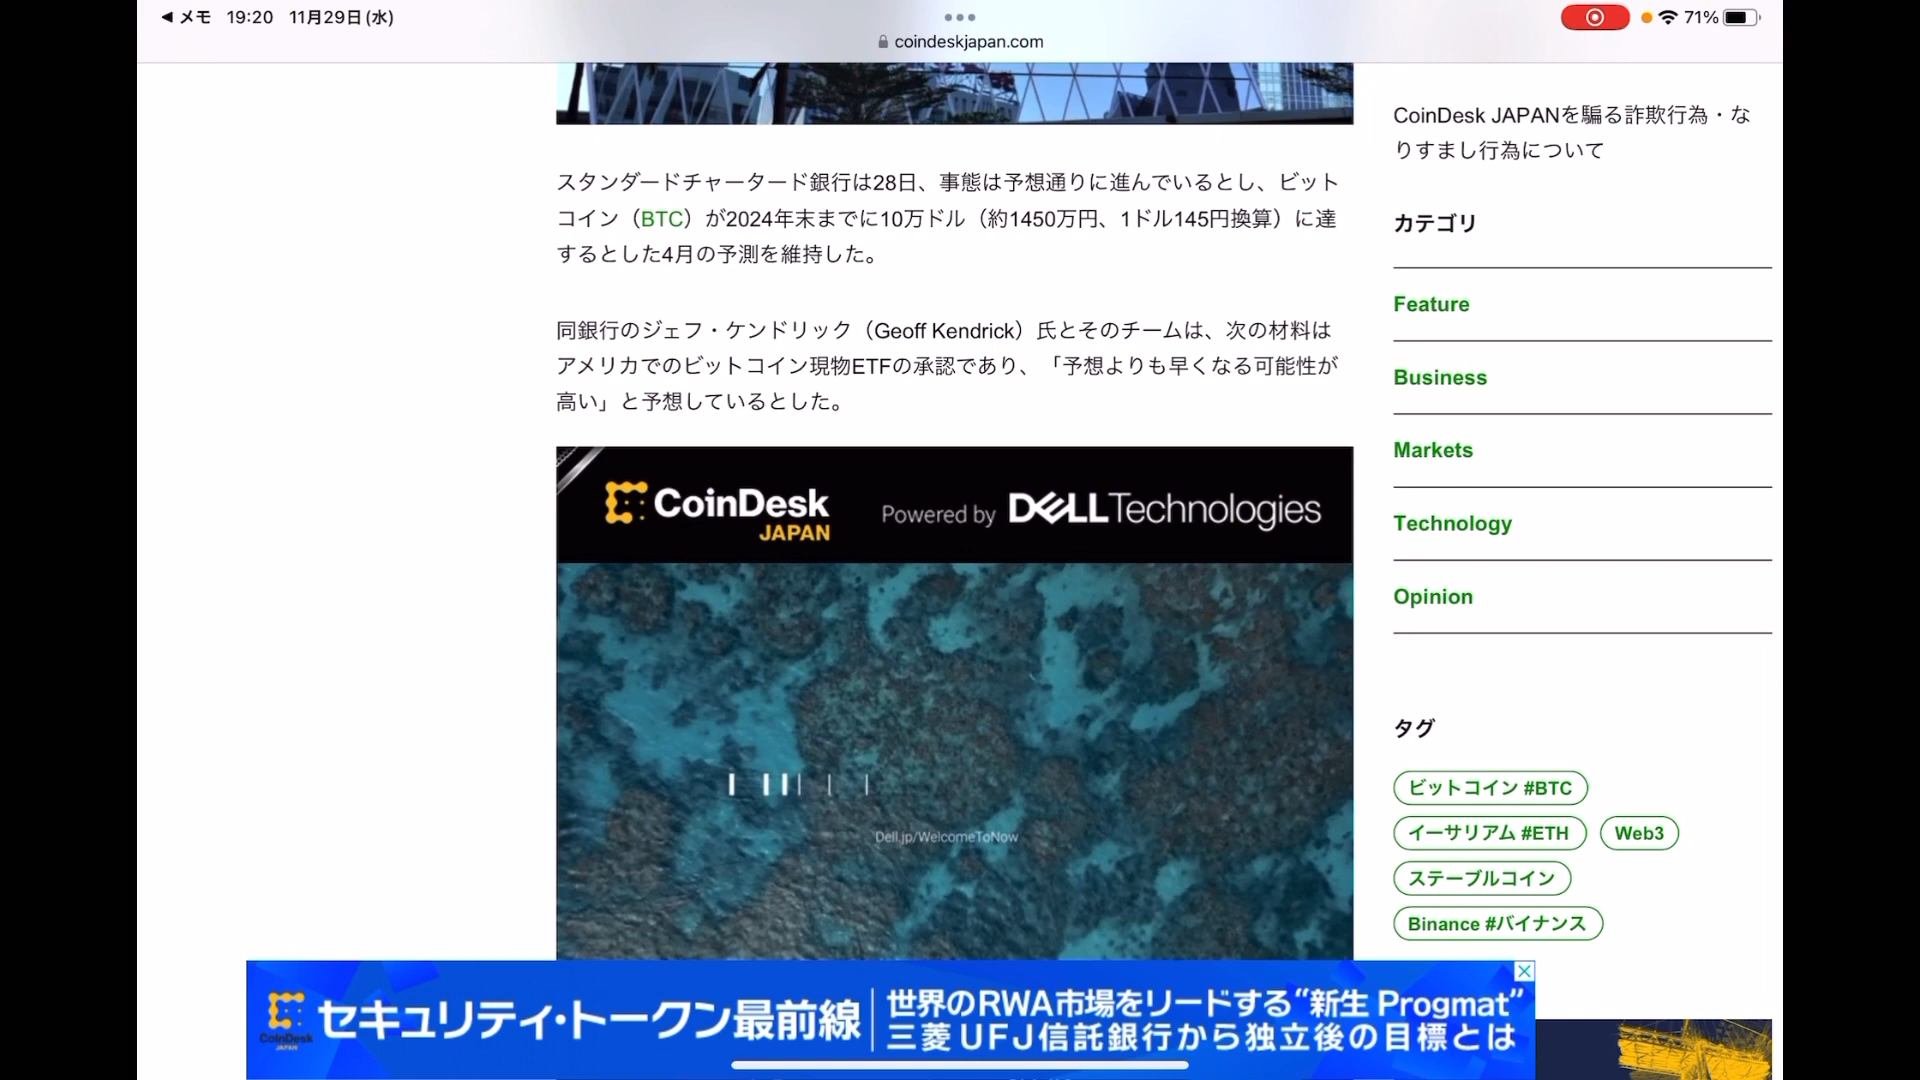 メモ 19:20 11月29日(水)
71%
coindeskjapan.com
スタンダードチャータード銀行は28日、事態は予想通りに進んでいるとし、ビット
コイン（BTC）が2024年末までに10万ドル（約1450万円、1ドル145円換算）に達
するとした4月の予測を維持した。
同銀行のジェフ・ケンドリック（Geoff Kendrick）氏とそのチームは、次の材料は
アメリカでのビットコイン現物ETFの承認であり、「予想よりも早くなる可能性が
高い」と予想しているとした。
CoinDesk
JAPAN
Powered by DELL Technologies
Dell.jp/WelcomeToNow
CoinDesk JAPANを騙る詐欺行為・な
りすまし行為について
カテゴリ
Feature
Business
Markets
Technology
Opinion
タグ
ビットコイン #BTC
イーサリアム #ETH
Web3
ステーブルコイン
Binance #バイナンス
CoinDesk
JAPAN
セキュリティ・トークン最前線
世界のRWA市場をリードする“新生 Progmat”
三菱UFJ信託銀行から独立後の目標とは